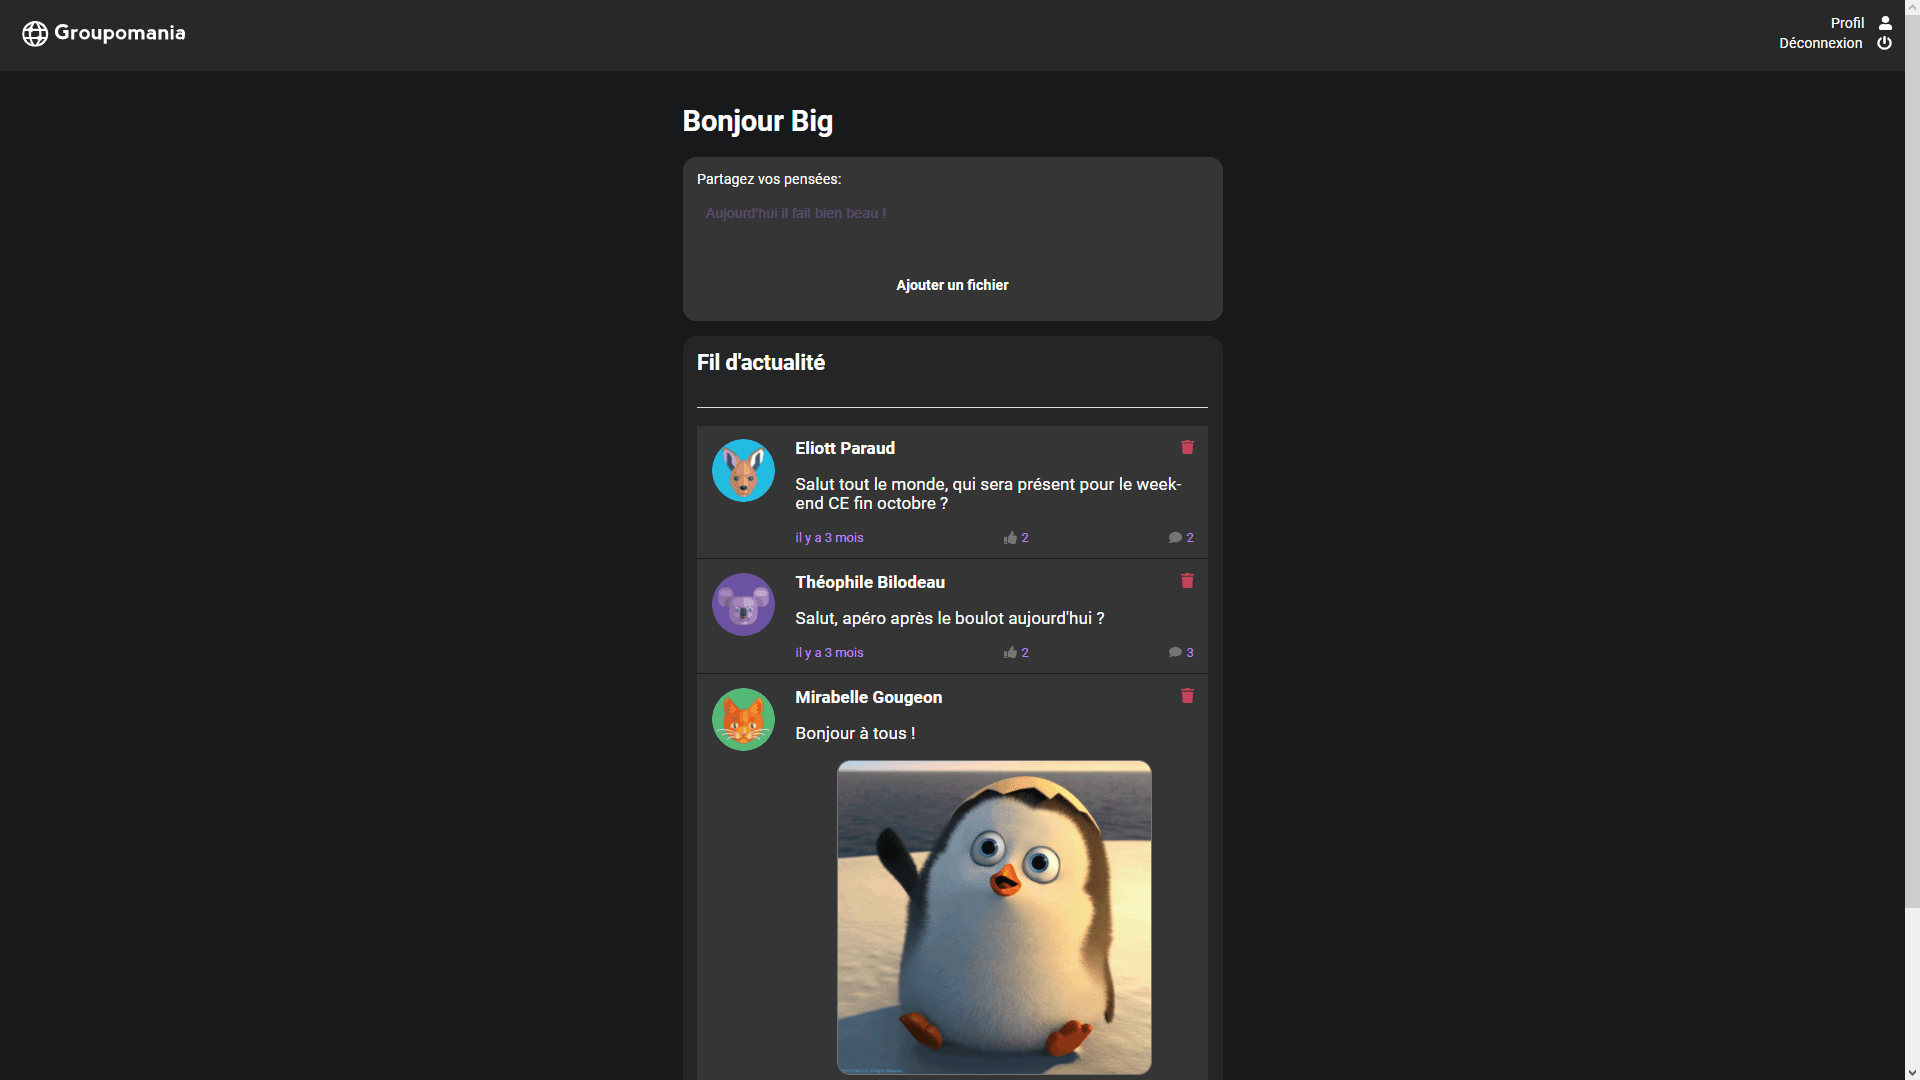 Groupomania
Profil
Déconnexion
Bonjour Big
Partagez vos pensées:
Aujourd'hui il fait bien beau !
Ajouter un fichier
Fil d'actualité
Eliott Paraud
Salut tout le monde, qui sera présent pour le week-
end CE fin octobre ?
il y a 3 mois 2 2
Théophile Bilodeau
Salut, apéro après le boulot aujourd'hui ?
il y a 3 mois 2 3
Mirabelle Gougeon
Bonjour à tous !